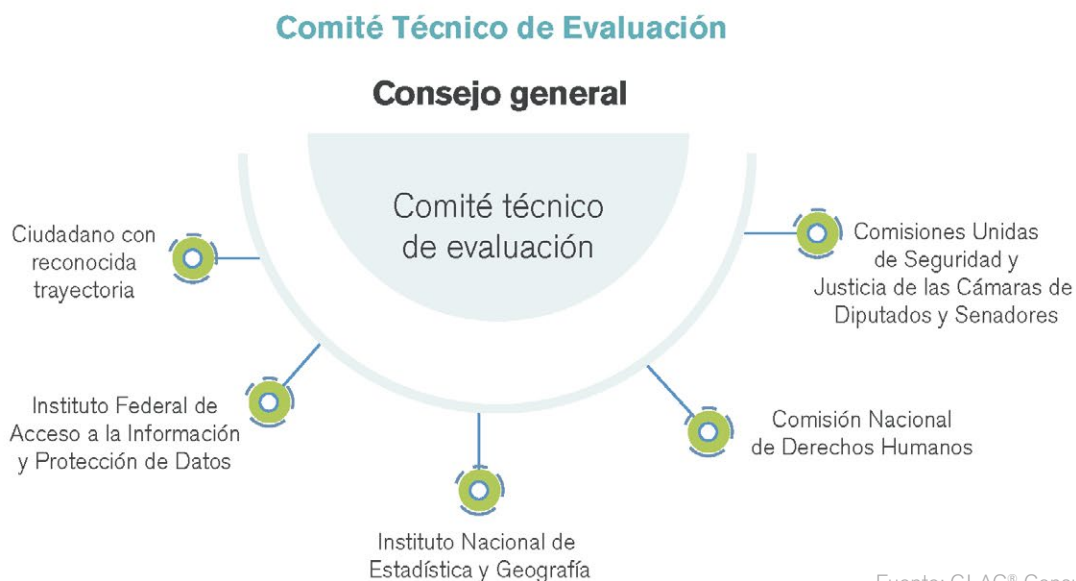 Comité Técnico de Evaluación
Consejo general
Comité técnico
de evaluación
Ciudadano con
reconocida
trayectoria
Instituto Federal de
Acceso a la Información
y Protección de Datos
Instituto Nacional de
Estadística y Geografía
Comisión Nacional
de Derechos Humanos
Comisiones Unidas
de Seguridad y
Justicia de las Cámaras de
Diputados y Senadores